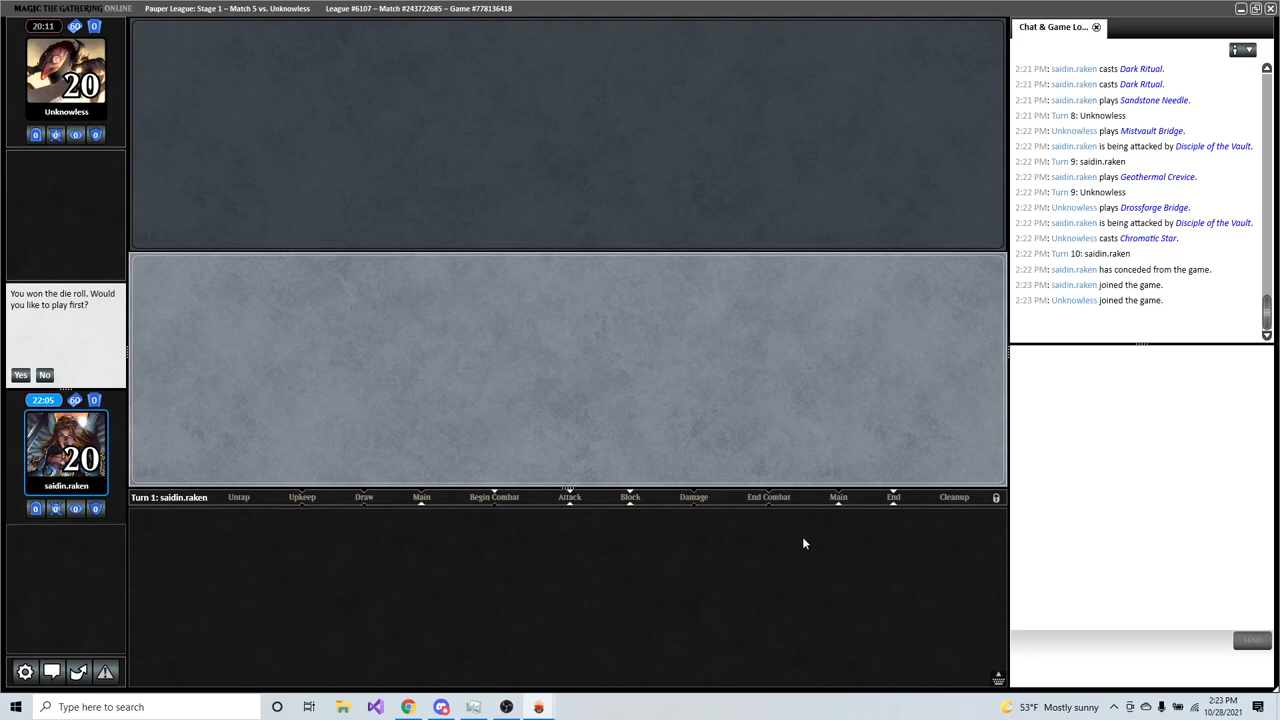 MAGIC THE GATHERING ONLINE Pauper League: Stage 1 – Match 5 vs. Unknowless League #6107 – Match #243722685 – Game #778136418
20:11 60 0
20
Unknowless
0 0 0 0
You won the die roll. Would
you like to play first?
Yes No
22:05 60 0
20
saidin.raken
0 0 0 0
Turn 1: saidin.raken Untap Upkeep Draw Main Begin Combat Attack Block Damage End Combat Main End Cleanup
Chat & Game Lo...
2:21 PM: saidin.raken casts Dark Ritual.
2:21 PM: saidin.raken casts Dark Ritual.
2:21 PM: saidin.raken plays Sandstone Needle.
2:21 PM: Turn 8: Unknowless
2:22 PM: Unknowless plays Mistvault Bridge.
2:22 PM: saidin.raken is being attacked by Disciple of the Vault.
2:22 PM: Turn 9: saidin.raken
2:22 PM: saidin.raken plays Geothermal Crevice.
2:22 PM: Turn 9: Unknowless
2:22 PM: Unknowless plays Drossforge Bridge.
2:22 PM: saidin.raken is being attacked by Disciple of the Vault.
2:22 PM: Unknowless casts Chromatic Star.
2:22 PM: Turn 10: saidin.raken
2:22 PM: saidin.raken has conceded from the game.
2:23 PM: saidin.raken joined the game.
2:23 PM: Unknowless joined the game.
SEND
Type here to search
53°F Mostly sunny
2:23 PM
10/28/2021